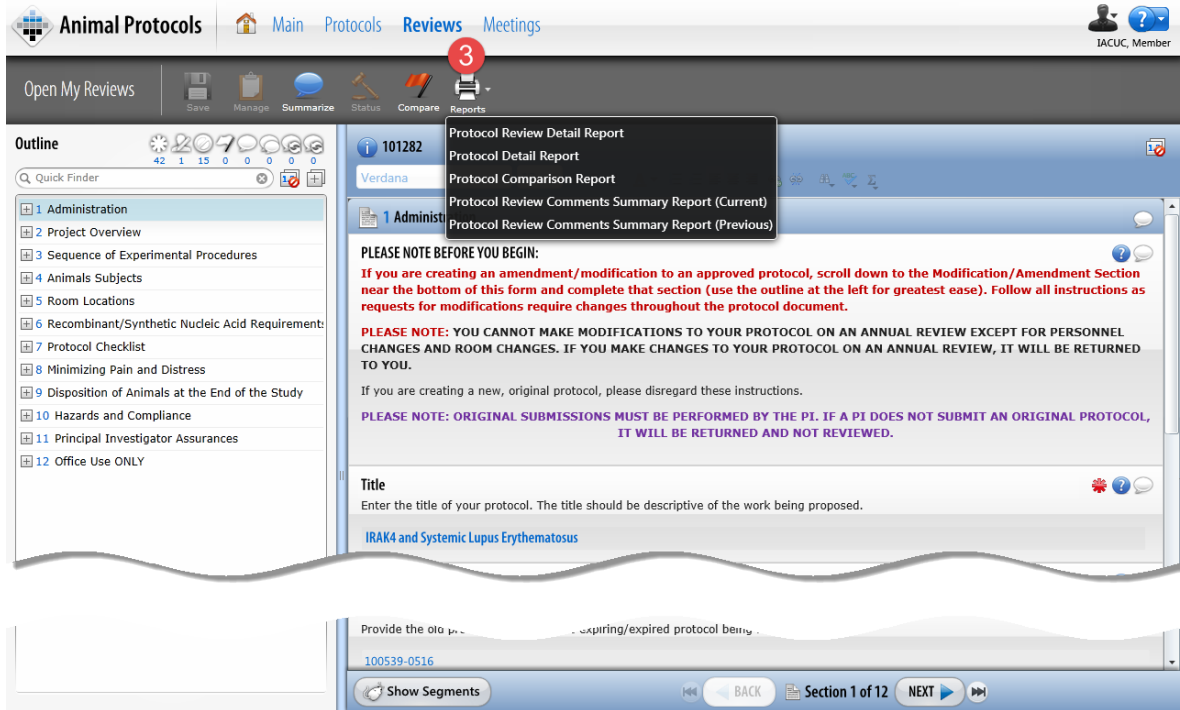 Animal Protocols
Main Protocols Reviews Meetings
IACUC, Member
3
Open My Reviews
Save Manage Summarize Status Compare Reports
Protocol Review Detail Report
Protocol Detail Report
Protocol Comparison Report
Protocol Review Comments Summary Report (Current)
Protocol Review Comments Summary Report (Previous)
Outline
42 1 15 0 0 0 0
Quick Finder
1 Administration
2 Project Overview
3 Sequence of Experimental Procedures
4 Animals Subjects
5 Room Locations
6 Recombinant/Synthetic Nucleic Acid Requirement
7 Protocol Checklist
8 Minimizing Pain and Distress
9 Disposition of Animals at the End of the Study
10 Hazards and Compliance
11 Principal Investigator Assurances
12 Office Use ONLY
101282
Verdana
1 Administ
PLEASE NOTE BEFORE YOU BEGIN:
If you are creating an amendment/modification to an approved protocol, scroll down to the Modification/Amendment Section
near the bottom of this form and complete that section (use the outline at the left for greatest ease). Follow all instructions as
requests for modifications require changes throughout the protocol document.
PLEASE NOTE: YOU CANNOT MAKE MODIFICATIONS TO YOUR PROTOCOL ON AN ANNUAL REVIEW EXCEPT FOR PERSONNEL
CHANGES AND ROOM CHANGES. IF YOU MAKE CHANGES TO YOUR PROTOCOL ON AN ANNUAL REVIEW, IT WILL BE RETURNED
TO YOU.
If you are creating a new, original protocol, please disregard these instructions.
PLEASE NOTE: ORIGINAL SUBMISSIONS MUST BE PERFORMED BY THE PI. IF A PI DOES NOT SUBMIT AN ORIGINAL PROTOCOL,
IT WILL BE RETURNED AND NOT REVIEWED.
Title
Enter the title of your protocol. The title should be descriptive of the work being proposed.
IRAK4 and Systemic Lupus Erythematosus
Provide the old expiring/expired protocol being
100539-0516
Show Segments
BACK Section 1 of 12 NEXT